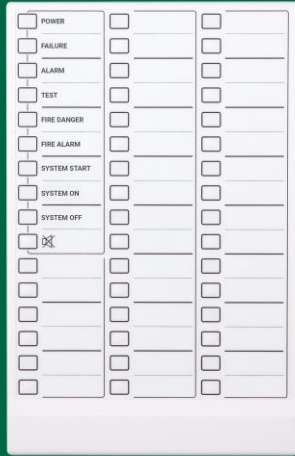 POWER
FAILURE
ALARM
TEST
FIRE DANGER
FIRE ALARM
SYSTEM START
SYSTEM ON
SYSTEM OFF